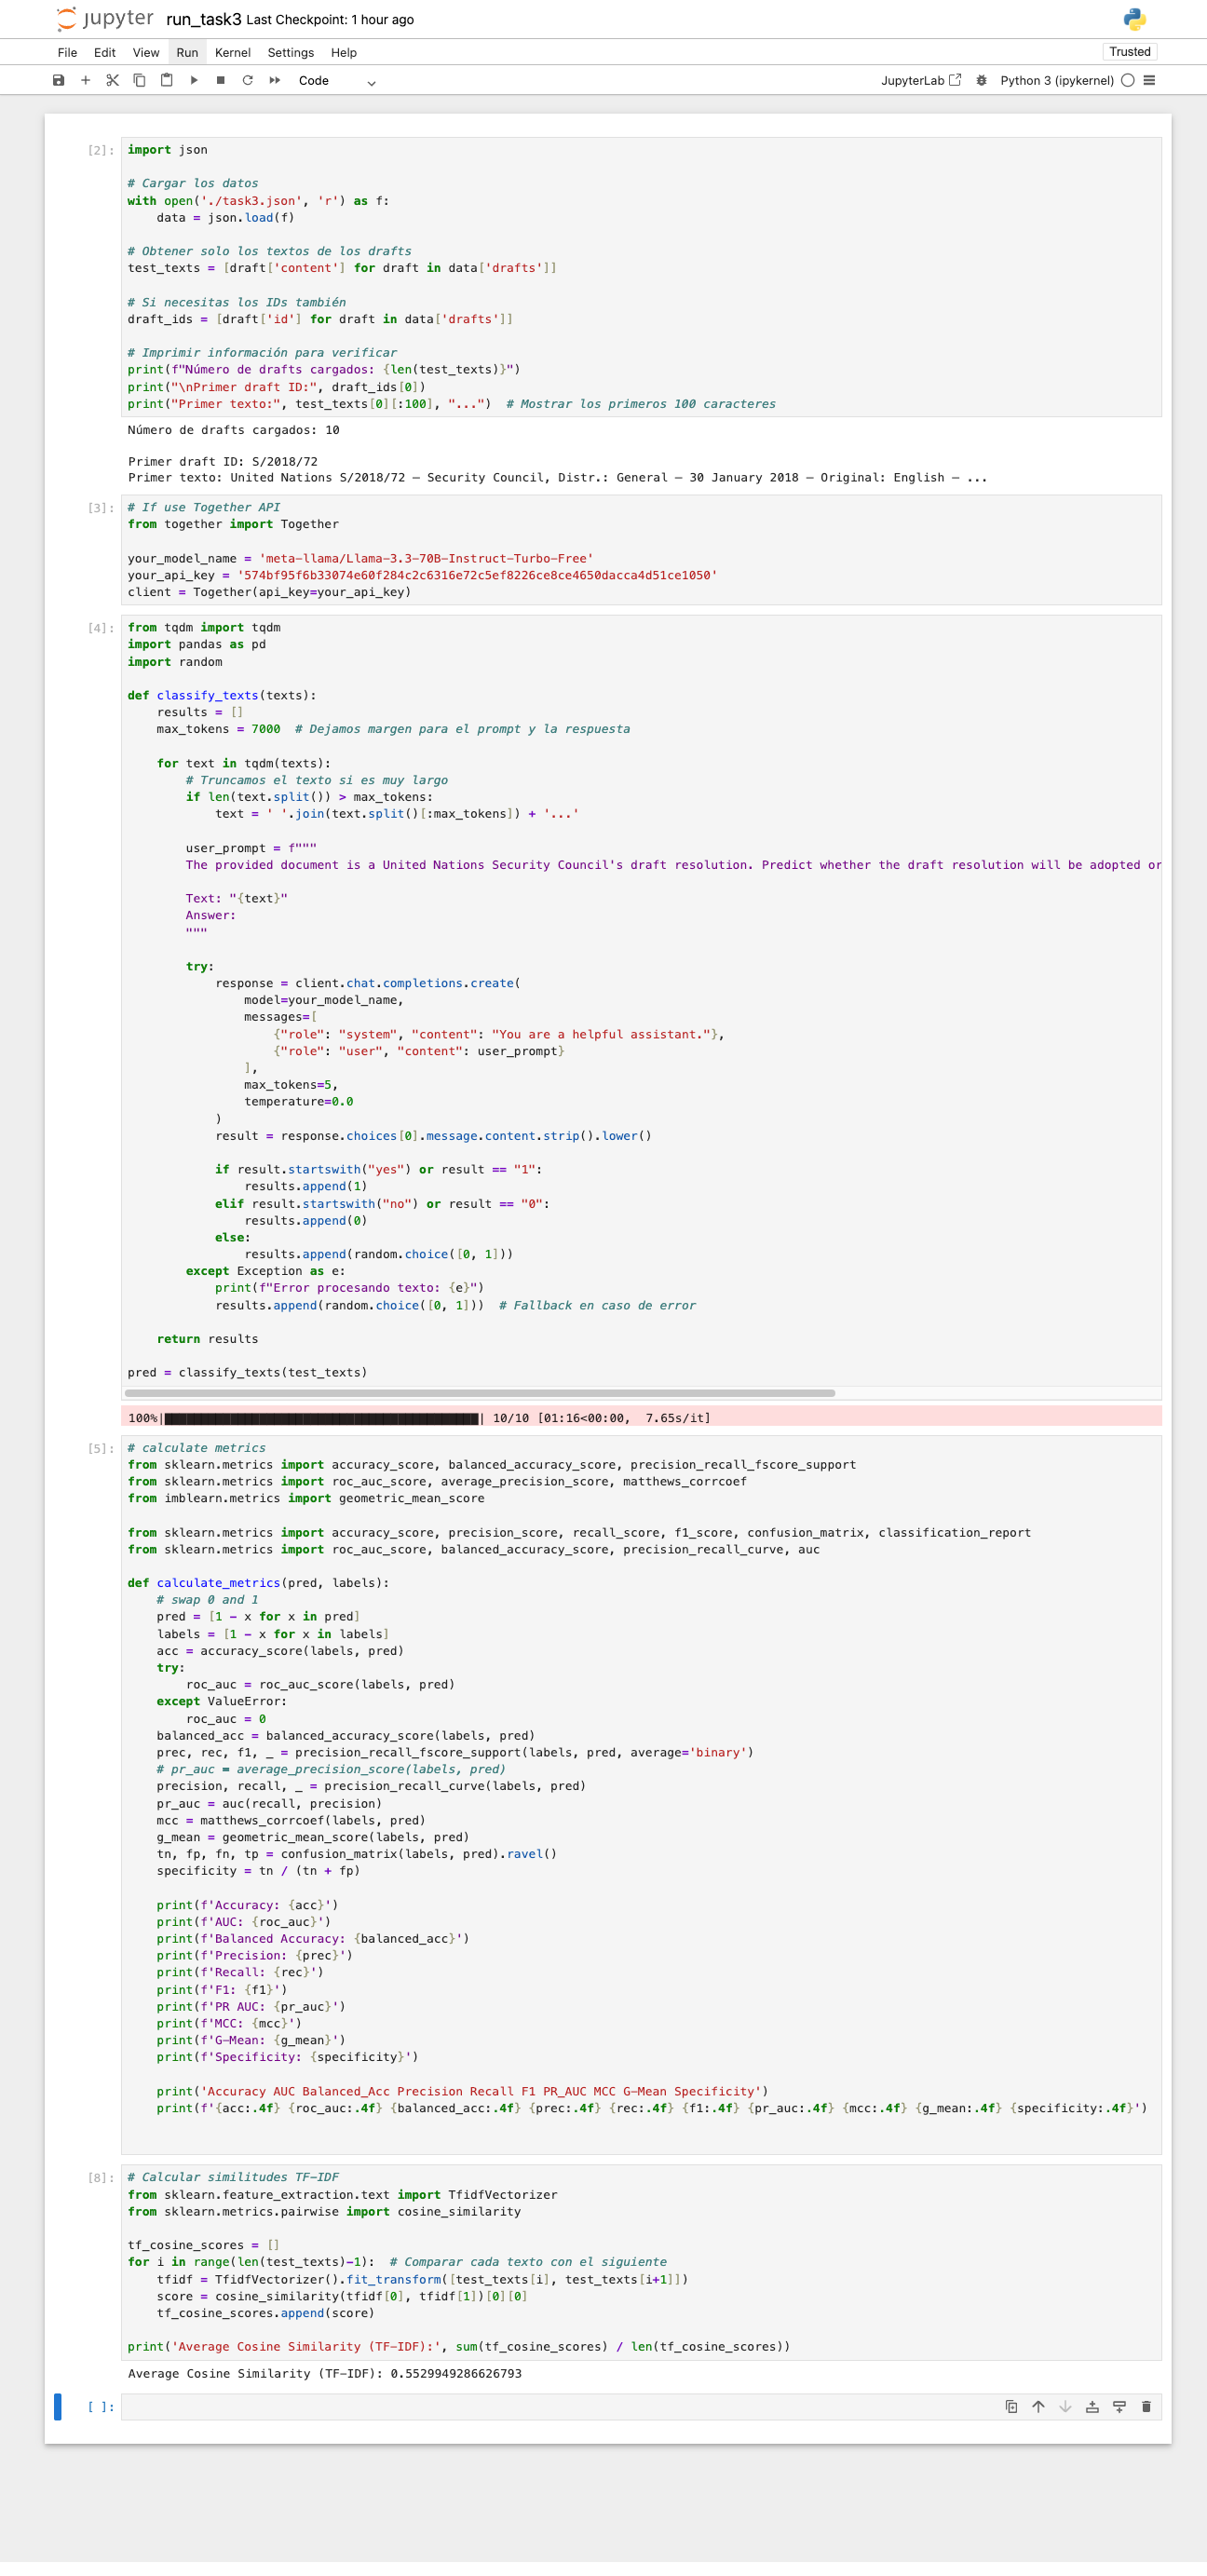 jupyter run_task3 Last Checkpoint: 1 hour ago
File Edit View Run Kernel Settings Help Trusted
Code JupyterLab Python 3 (ipykernel)
[2]: import json
# Cargar los datos
with open('./task3.json', 'r') as f:
    data = json.load(f)
# Obtener solo los textos de los drafts
test_texts = [draft['content'] for draft in data['drafts']]
# Si necesitas los IDs también
draft_ids = [draft['id'] for draft in data['drafts']]
# Imprimir información para verificar
print(f"Número de drafts cargados: {len(test_texts)}")
print("\nPrimer draft ID:", draft_ids[0])
print("Primer texto:", test_texts[0][:100], "...")  # Mostrar los primeros 100 caracteres
Número de drafts cargados: 10
Primer draft ID: S/2018/72
Primer texto: United Nations S/2018/72 — Security Council, Distr.: General — 30 January 2018 — Original: English — ...
[3]: # If use Together API
from together import Together
your_model_name = 'meta-llama/Llama-3.3-70B-Instruct-Turbo-Free'
your_api_key = '574bf95f6b33074e60f284c2c6316e72c5ef8226ce8ce4650dacca4d51ce1050'
client = Together(api_key=your_api_key)
[4]: from tqdm import tqdm
import pandas as pd
import random
def classify_texts(texts):
    results = []
    max_tokens = 7000  # Dejamos margen para el prompt y la respuesta
    for text in tqdm(texts):
        # Truncamos el texto si es muy largo
        if len(text.split()) > max_tokens:
            text = ' '.join(text.split()[:max_tokens]) + '...'
        user_prompt = f"""
        The provided document is a United Nations Security Council's draft resolution. Predict whether the draft resolution will be adopted or
        Text: "{text}"
        Answer:
        """
        try:
            response = client.chat.completions.create(
                model=your_model_name,
                messages=[
                    {"role": "system", "content": "You are a helpful assistant."},
                    {"role": "user", "content": user_prompt}
                ],
                max_tokens=5,
                temperature=0.0
            )
            result = response.choices[0].message.content.strip().lower()
            if result.startswith("yes") or result == "1":
                results.append(1)
            elif result.startswith("no") or result == "0":
                results.append(0)
            else:
                results.append(random.choice([0, 1]))
        except Exception as e:
            print(f"Error procesando texto: {e}")
            results.append(random.choice([0, 1]))  # Fallback en caso de error
    return results
pred = classify_texts(test_texts)
100%|██████████| 10/10 [01:16<00:00,  7.65s/it]
[5]: # calculate metrics
from sklearn.metrics import accuracy_score, balanced_accuracy_score, precision_recall_fscore_support
from sklearn.metrics import roc_auc_score, average_precision_score, matthews_corrcoef
from imblearn.metrics import geometric_mean_score
from sklearn.metrics import accuracy_score, precision_score, recall_score, f1_score, confusion_matrix, classification_report
from sklearn.metrics import roc_auc_score, balanced_accuracy_score, precision_recall_curve, auc
def calculate_metrics(pred, labels):
    # swap 0 and 1
    pred = [1 - x for x in pred]
    labels = [1 - x for x in labels]
    acc = accuracy_score(labels, pred)
    try:
        roc_auc = roc_auc_score(labels, pred)
    except ValueError:
        roc_auc = 0
    balanced_acc = balanced_accuracy_score(labels, pred)
    prec, rec, f1, _ = precision_recall_fscore_support(labels, pred, average='binary')
    # pr_auc = average_precision_score(labels, pred)
    precision, recall, _ = precision_recall_curve(labels, pred)
    pr_auc = auc(recall, precision)
    mcc = matthews_corrcoef(labels, pred)
    g_mean = geometric_mean_score(labels, pred)
    tn, fp, fn, tp = confusion_matrix(labels, pred).ravel()
    specificity = tn / (tn + fp)
    print(f'Accuracy: {acc}')
    print(f'AUC: {roc_auc}')
    print(f'Balanced Accuracy: {balanced_acc}')
    print(f'Precision: {prec}')
    print(f'Recall: {rec}')
    print(f'F1: {f1}')
    print(f'PR AUC: {pr_auc}')
    print(f'MCC: {mcc}')
    print(f'G-Mean: {g_mean}')
    print(f'Specificity: {specificity}')
    print('Accuracy AUC Balanced_Acc Precision Recall F1 PR_AUC MCC G-Mean Specificity')
    print(f'{acc:.4f} {roc_auc:.4f} {balanced_acc:.4f} {prec:.4f} {rec:.4f} {f1:.4f} {pr_auc:.4f} {mcc:.4f} {g_mean:.4f} {specificity:.4f}')
[8]: # Calcular similitudes TF-IDF
from sklearn.feature_extraction.text import TfidfVectorizer
from sklearn.metrics.pairwise import cosine_similarity
tf_cosine_scores = []
for i in range(len(test_texts)-1):  # Comparar cada texto con el siguiente
    tfidf = TfidfVectorizer().fit_transform([test_texts[i], test_texts[i+1]])
    score = cosine_similarity(tfidf[0], tfidf[1])[0][0]
    tf_cosine_scores.append(score)
print('Average Cosine Similarity (TF-IDF):', sum(tf_cosine_scores) / len(tf_cosine_scores))
Average Cosine Similarity (TF-IDF): 0.5529949286626793
[ ]: